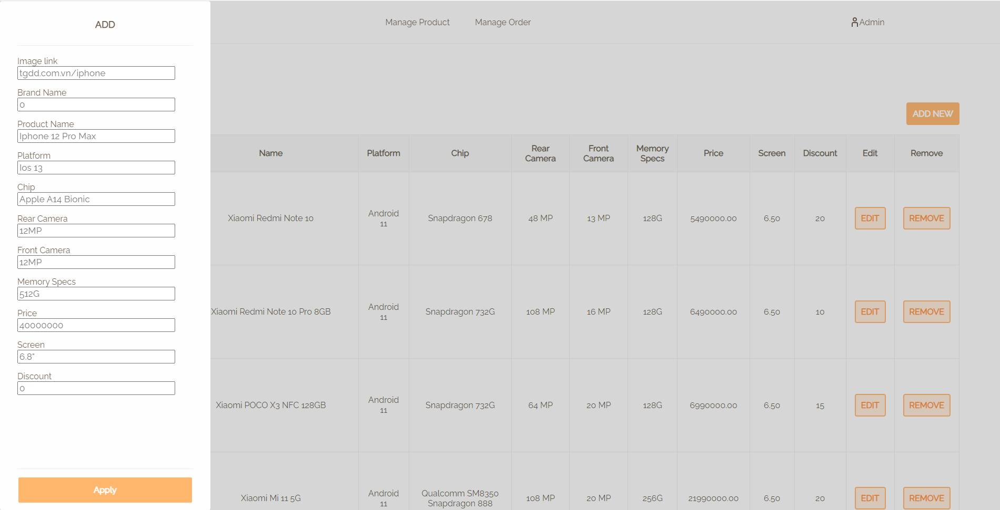 ADD
Image link
tgdd.com.vn/iphone
Brand Name
0
Product Name
Iphone 12 Pro Max
Platform
Ios 13
Chip
Apple A14 Bionic
Rear Camera
12MP
Front Camera
12MP
Memory Specs
512G
Price
40000000
Screen
6.8"
Discount
0
Apply
Manage Product
Manage Order
Admin
ADD NEW
Name Platform Chip Rear Camera Front Camera Memory Specs Price Screen Discount Edit Remove
Xiaomi Redmi Note 10 Android 11 Snapdragon 678 48 MP 13 MP 128G 5490000.00 6.50 20 EDIT REMOVE
Xiaomi Redmi Note 10 Pro 8GB Android 11 Snapdragon 732G 108 MP 16 MP 128G 6490000.00 6.50 10 EDIT REMOVE
Xiaomi POCO X3 NFC 128GB Android 11 Snapdragon 732G 64 MP 20 MP 128G 6990000.00 6.50 15 EDIT REMOVE
Xiaomi Mi 11 5G Android 11 Qualcomm SM8350 Snapdragon 888 108 MP 20 MP 256G 21990000.00 6.50 20 EDIT REMOVE